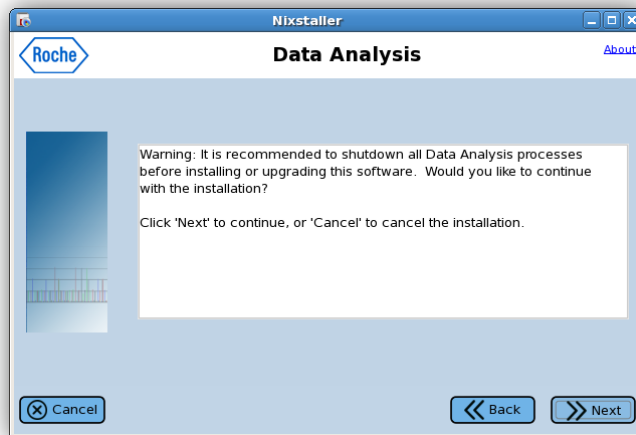 Nixstaller
Roche
Data Analysis
About
Warning: It is recommended to shutdown all Data Analysis processes
before installing or upgrading this software.  Would you like to continue
with the installation?
Click 'Next' to continue, or 'Cancel' to cancel the installation.
Cancel
Back
Next